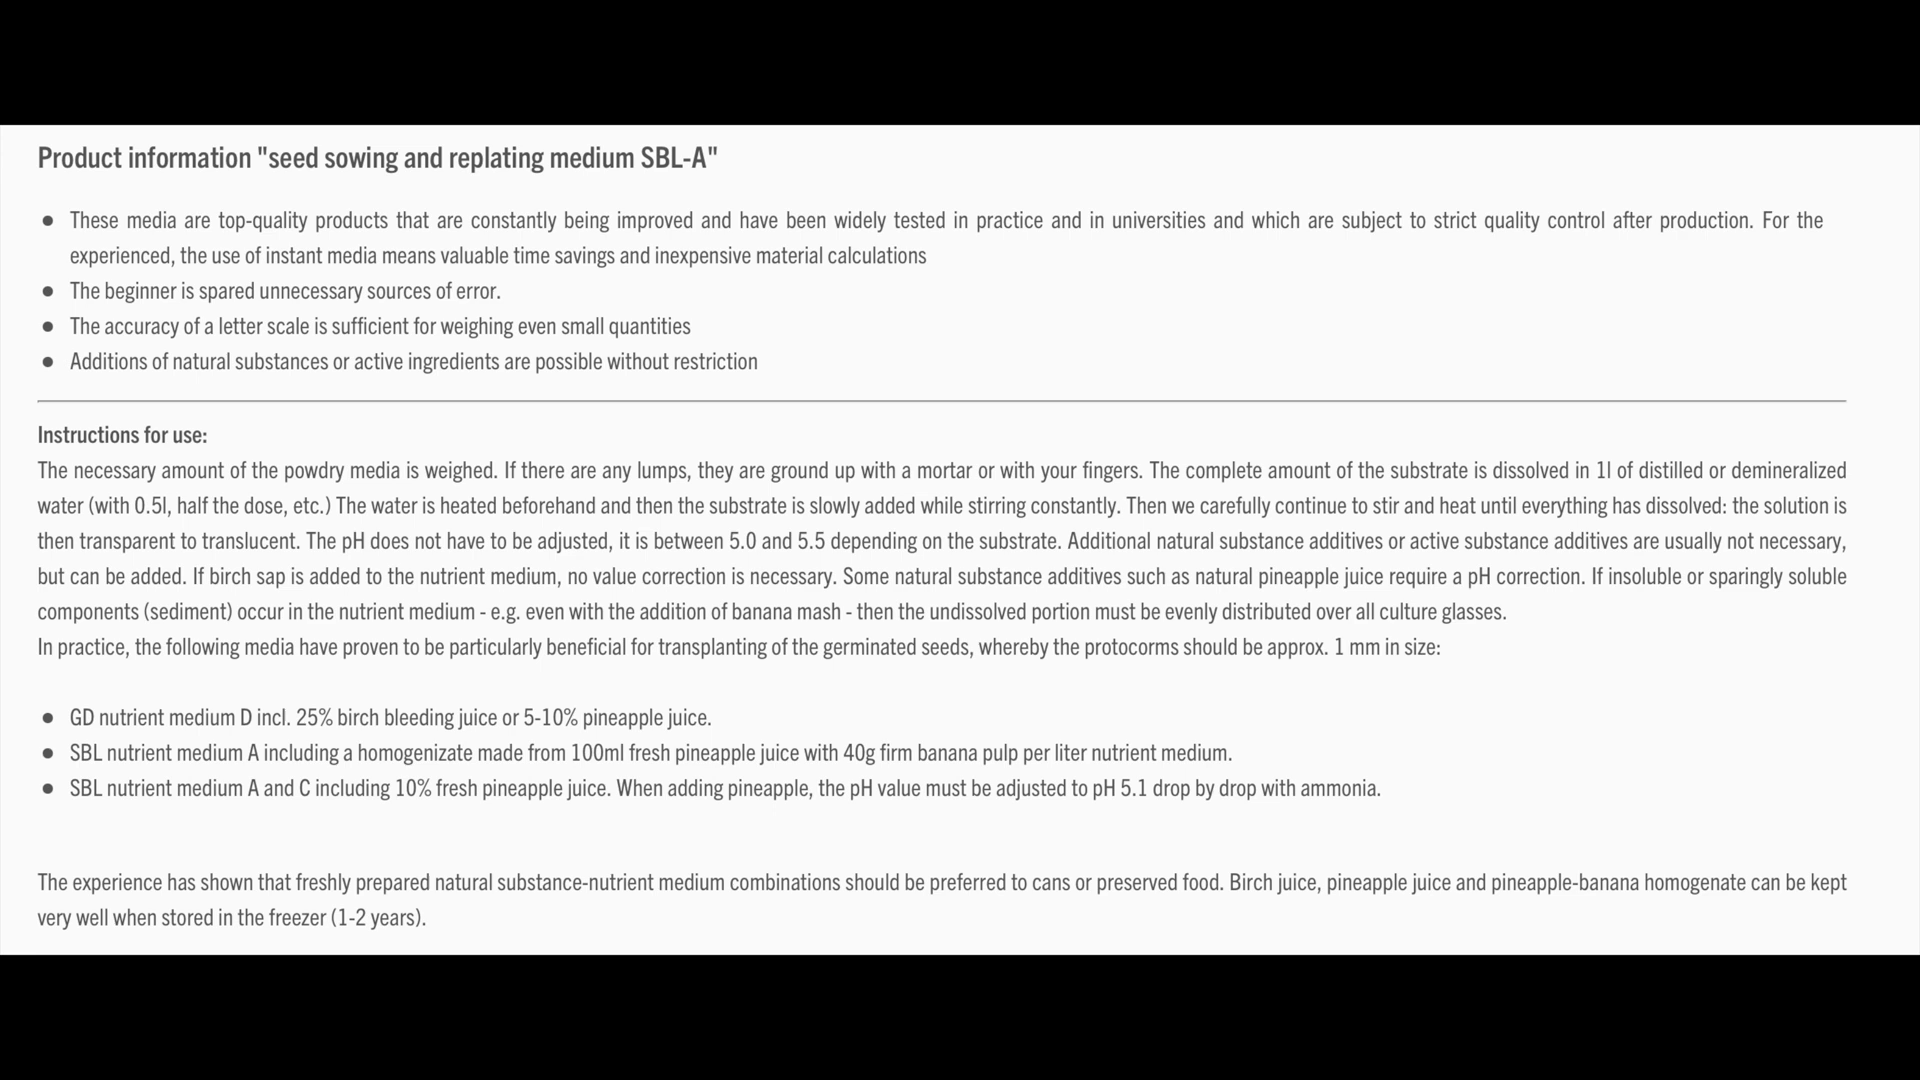 Product information "seed sowing and replating medium SBL-A"
● These media are top-quality products that are constantly being improved and have been widely tested in practice and in universities and which are subject to strict quality control after production. For the
experienced, the use of instant media means valuable time savings and inexpensive material calculations
● The beginner is spared unnecessary sources of error.
● The accuracy of a letter scale is sufficient for weighing even small quantities
● Additions of natural substances or active ingredients are possible without restriction
Instructions for use:
The necessary amount of the powdry media is weighed. If there are any lumps, they are ground up with a mortar or with your fingers. The complete amount of the substrate is dissolved in 1l of distilled or demineralized
water (with 0.5l, half the dose, etc.) The water is heated beforehand and then the substrate is slowly added while stirring constantly. Then we carefully continue to stir and heat until everything has dissolved: the solution is
then transparent to translucent. The pH does not have to be adjusted, it is between 5.0 and 5.5 depending on the substrate. Additional natural substance additives or active substance additives are usually not necessary,
but can be added. If birch sap is added to the nutrient medium, no value correction is necessary. Some natural substance additives such as natural pineapple juice require a pH correction. If insoluble or sparingly soluble
components (sediment) occur in the nutrient medium - e.g. even with the addition of banana mash - then the undissolved portion must be evenly distributed over all culture glasses.
In practice, the following media have proven to be particularly beneficial for transplanting of the germinated seeds, whereby the protocorms should be approx. 1 mm in size:
● GD nutrient medium D incl. 25% birch bleeding juice or 5-10% pineapple juice.
● SBL nutrient medium A including a homogenizate made from 100ml fresh pineapple juice with 40g firm banana pulp per liter nutrient medium.
● SBL nutrient medium A and C including 10% fresh pineapple juice. When adding pineapple, the pH value must be adjusted to pH 5.1 drop by drop with ammonia.
The experience has shown that freshly prepared natural substance-nutrient medium combinations should be preferred to cans or preserved food. Birch juice, pineapple juice and pineapple-banana homogenate can be kept
very well when stored in the freezer (1-2 years).